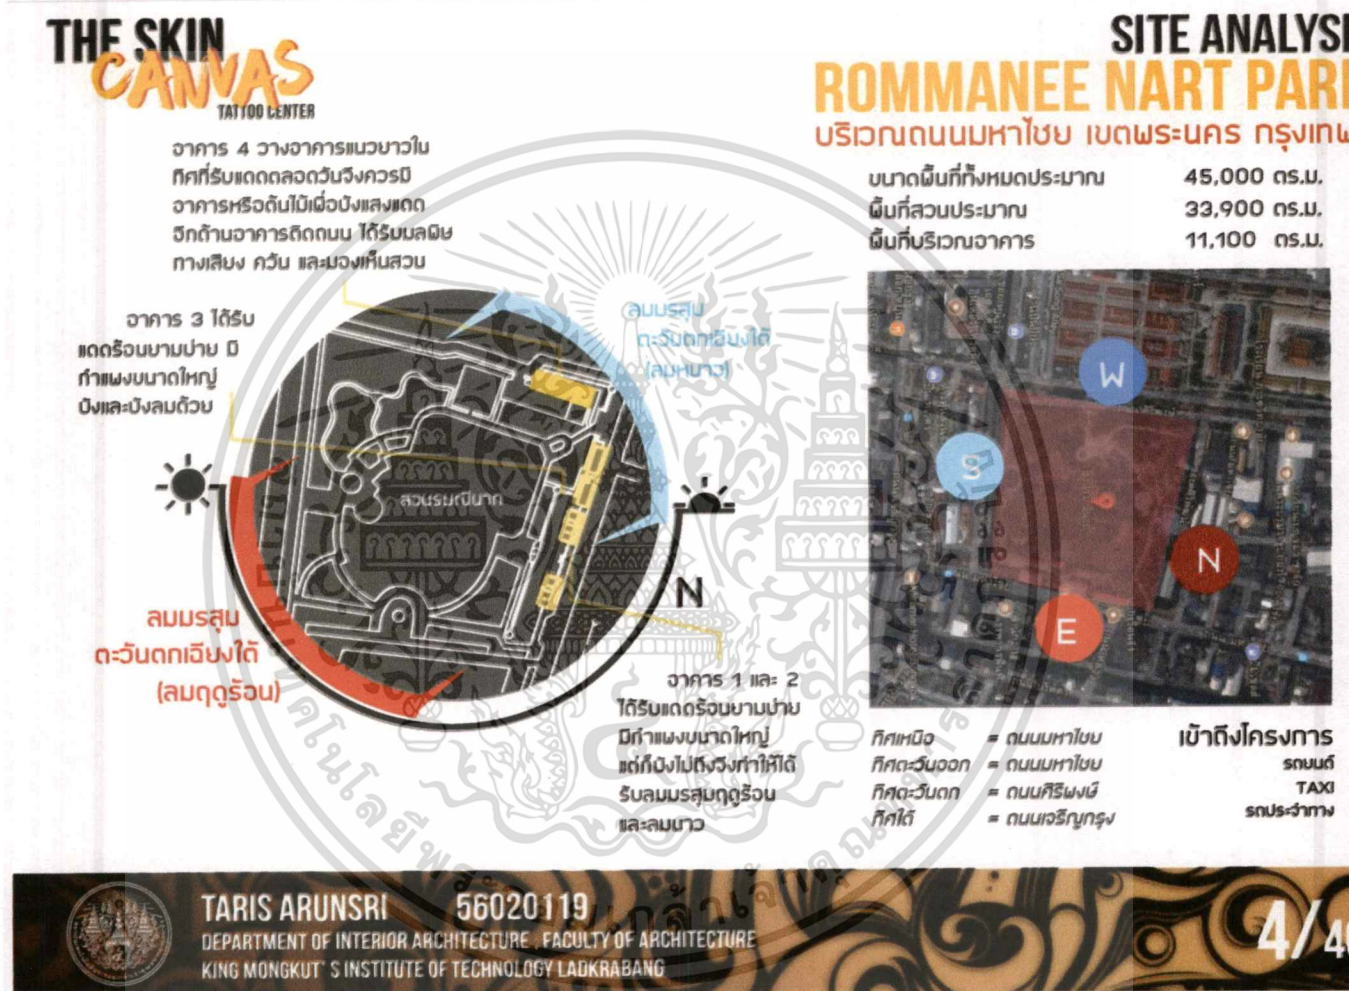 THE SKIN
CANVAS
TATTOO CENTER
SITE ANALYSI
ROMMANEE NART PARK
บริเวณถนนมหาไชย เขตพระนคร กรุงเทพ
ขนาดพื้นที่ทั้งหมดประมาณ 45,000 ตร.ม.
พื้นที่สวนประมาณ 33,900 ตร.ม.
พื้นที่บริเวณอาคาร 11,100 ตร.ม.
อาคาร 4 วางอาคารแนวยาวใน
ทิศที่รับแดดตลอดวันจึงควรมี
อาคารหรือต้นไม้เพื่อบังแสงแดด
อีกด้านอาคารติดถนน ได้รับมลพิษ
ทางเสียง ควัน และมองเห็นสวน
อาคาร 3 ได้รับ
แดดร้อนยามบ่าย มี
กำแพงขนาดใหญ่
บังและบังลมด้วย
ลมมรสุม
ตะวันตกเฉียงใต้
(ลมหนาว)
สวนรมณีนาถ
N
ลมมรสุม
ตะวันตกเฉียงใต้
(ลมฤดูร้อน)
อาคาร 1 และ 2
ได้รับแดดร้อนยามบ่าย
มีกำแพงขนาดใหญ่
แต่ก็บังไปถึงจึงทำให้ได้
รับลมมรสุมฤดูร้อน
และลมนาว
W
S
N
E
ทิศเหนือ = ถนนมหาไชย
ทิศตะวันออก = ถนนมหาไชย
ทิศตะวันตก = ถนนศิริพงษ์
ทิศใต้ = ถนนเจริญกรุง
เข้าถึงโครงการ
รถยนต์
TAXI
รถประจำทาง
TARIS ARUNSRI 56020119
DEPARTMENT OF INTERIOR ARCHITECTURE , FACULTY OF ARCHITECTURE
KING MONGKUT' S INSTITUTE OF TECHNOLOGY LADKRABANG
4/